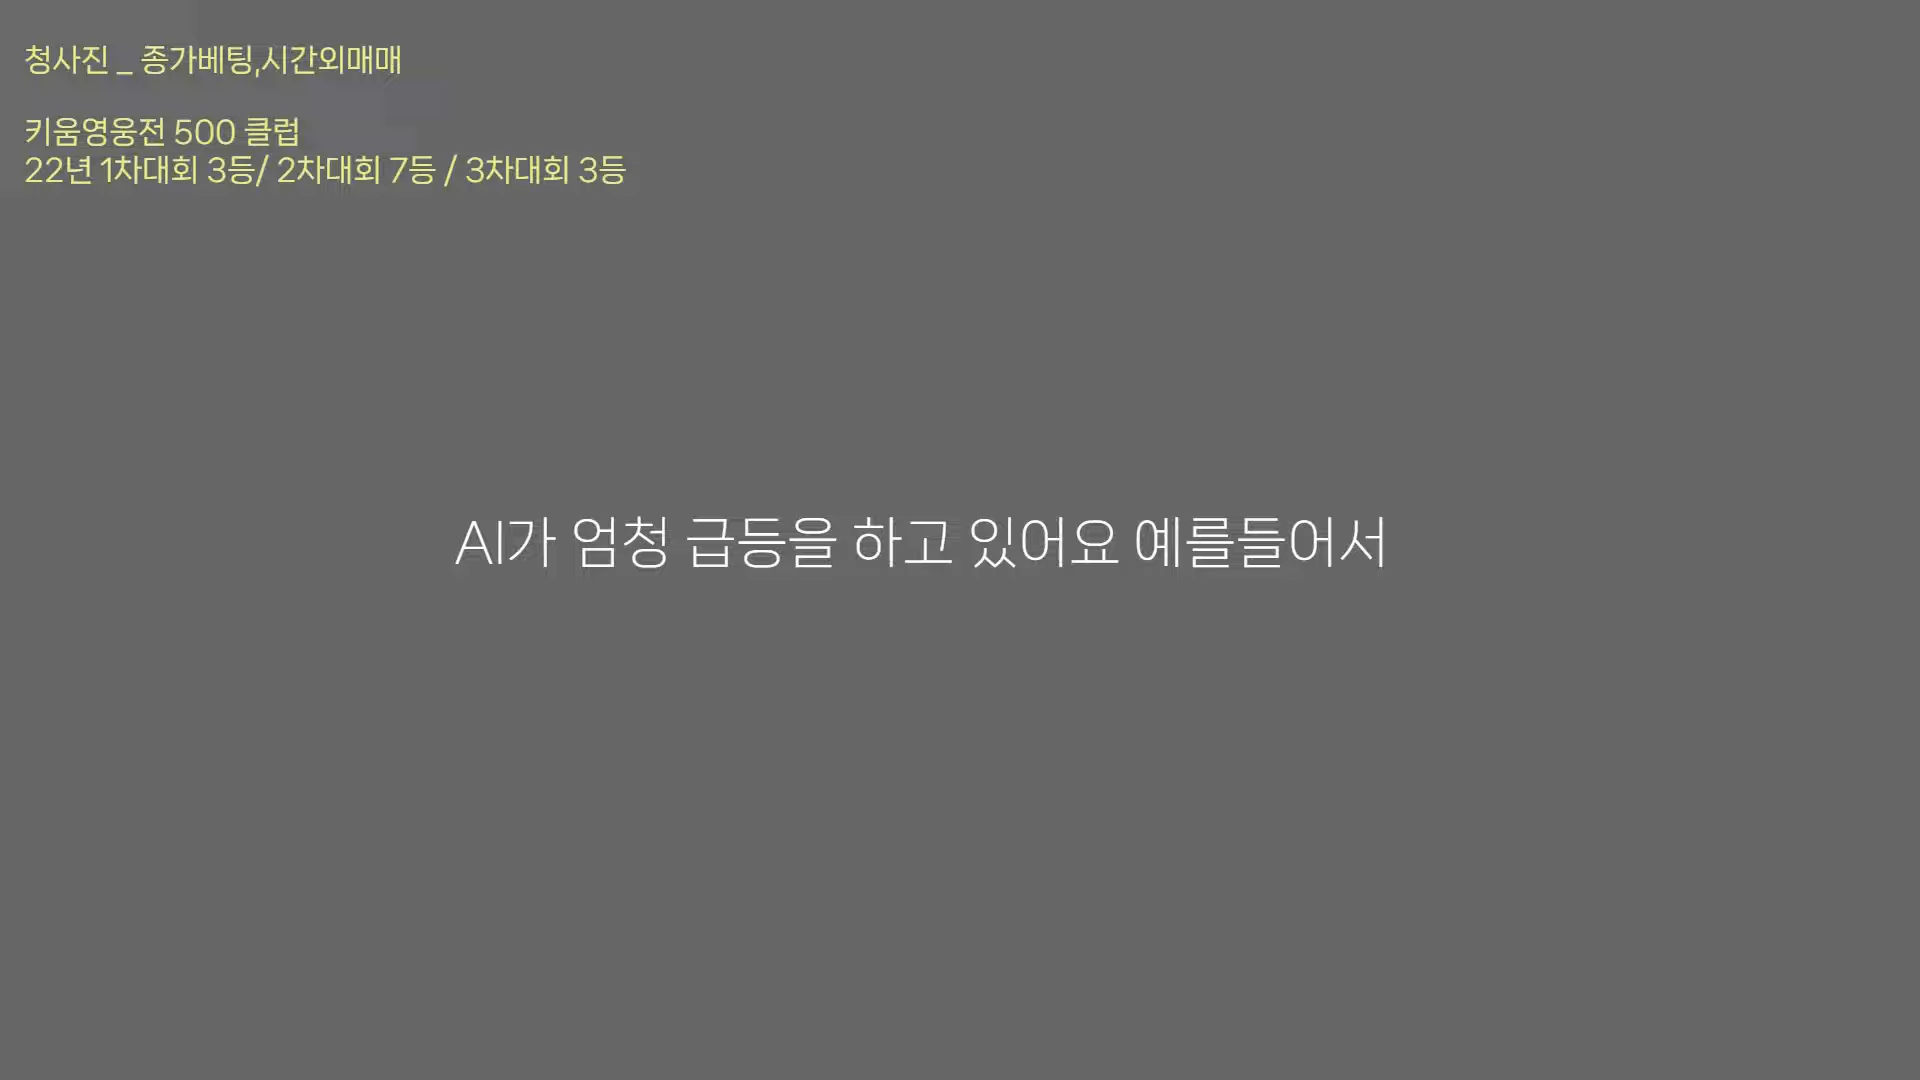 청사진 _ 종가베팅,시간외매매
키움영웅전 500 클럽
22년 1차대회 3등/ 2차대회 7등 / 3차대회 3등
AI가 엄청 급등을 하고 있어요 예를들어서